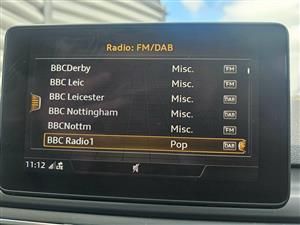 Radio: FM/DAB
BBCDerby Misc. FM
BBC Leic Misc. FM
BBC Leicester Misc. DAB
BBC Nottingham Misc. DAB
BBCNottm Misc. FM
BBC Radio1 Pop DAB
11:12 LTE